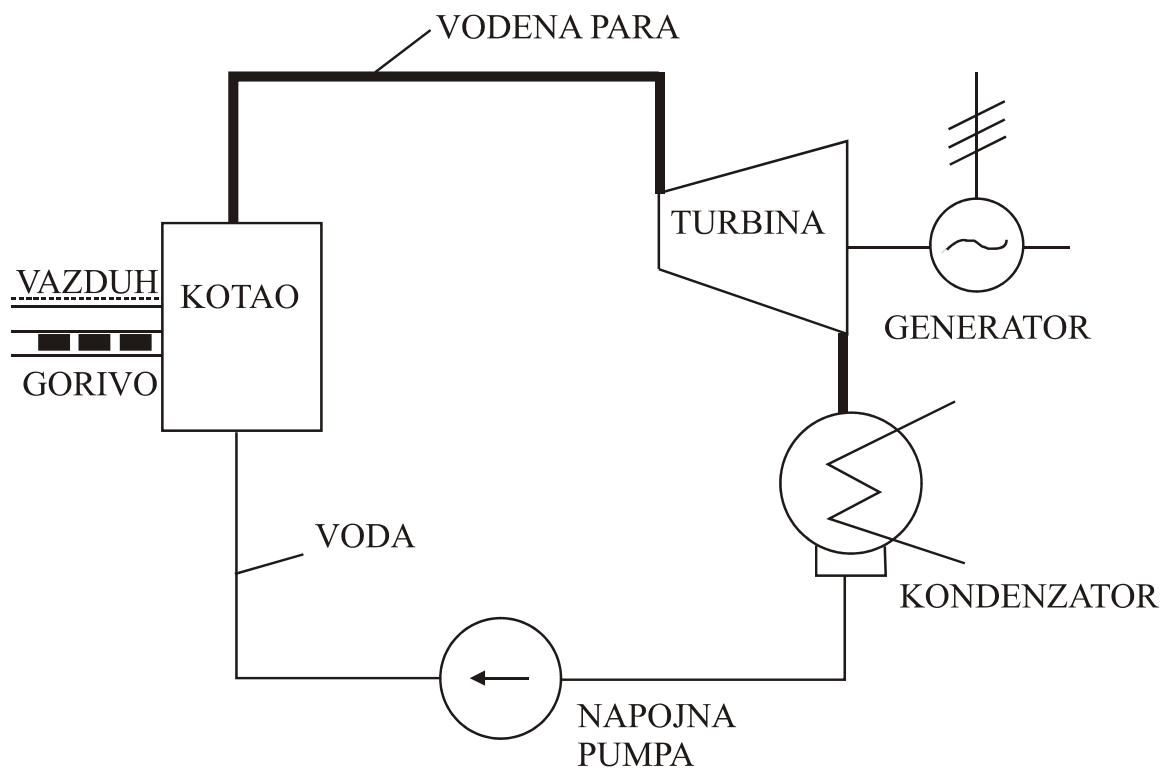 VODENA PARA
TURBINA
VAZDUH
KOTAO
GENERATOR
GORIVO
VODA
KONDENZATOR
NAPOJNA
PUMPA